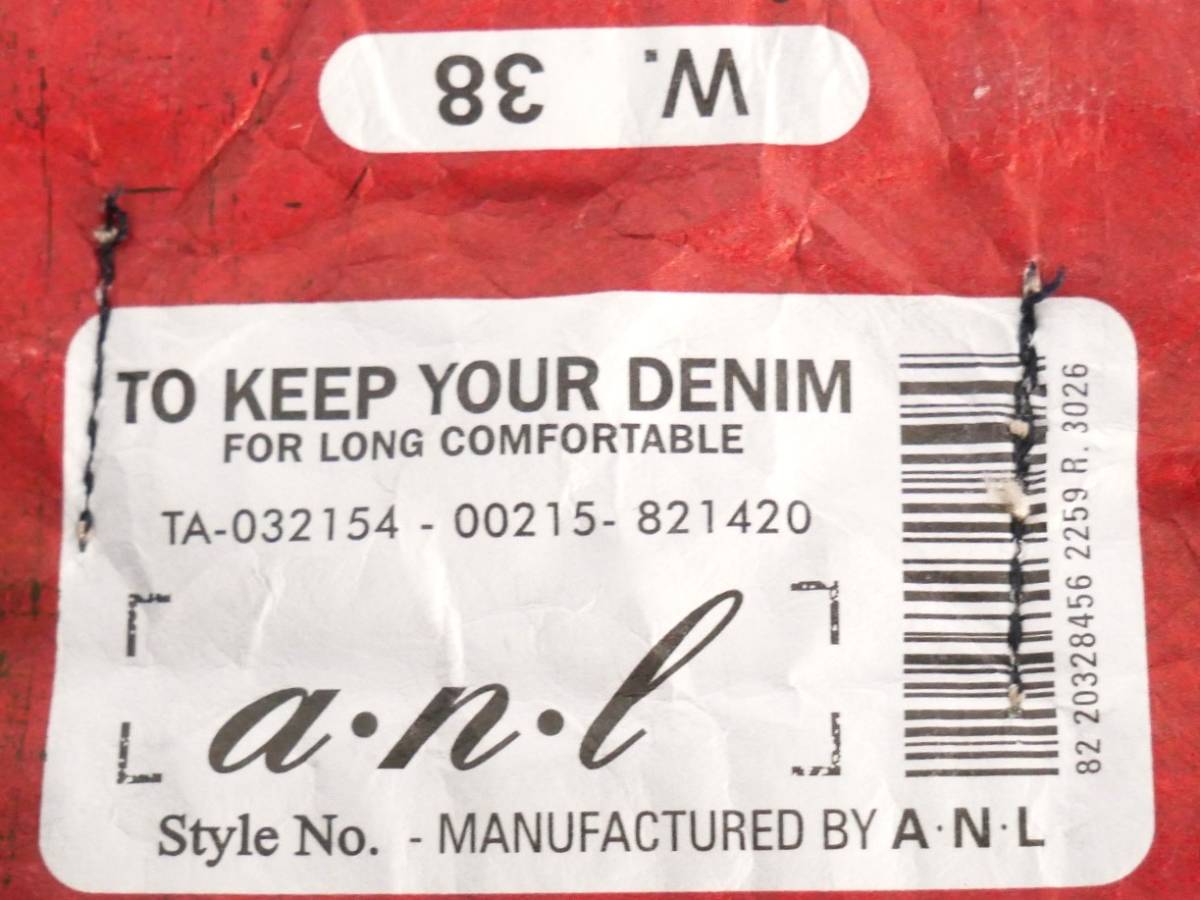 W. 38
TO KEEP YOUR DENIM
FOR LONG COMFORTABLE
TA-032154 - 00215- 821420
a·n·l
Style No. - MANUFACTURED BY A·N·L
82 20328456 2259 R. 3026